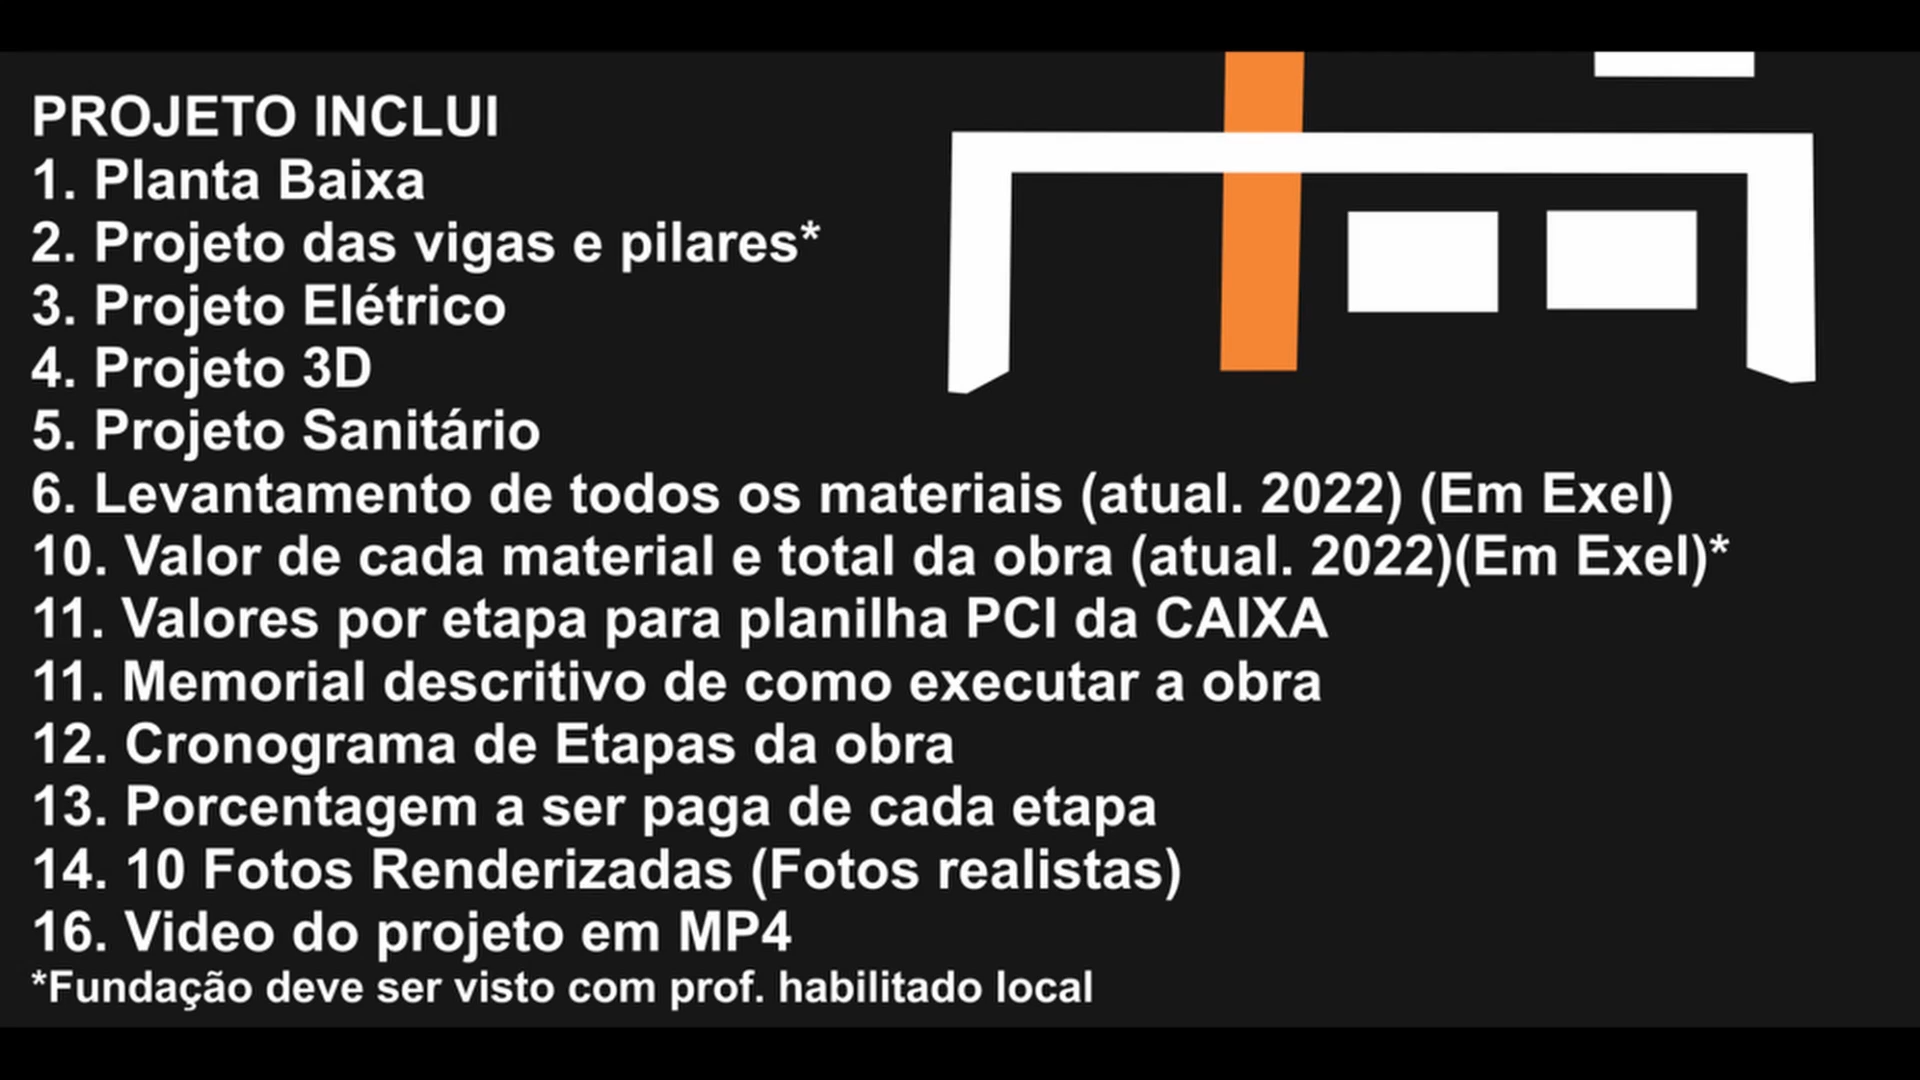 PROJETO INCLUI
1. Planta Baixa
2. Projeto das vigas e pilares*
3. Projeto Elétrico
4. Projeto 3D
5. Projeto Sanitário
6. Levantamento de todos os materiais (atual. 2022) (Em Exel)
10. Valor de cada material e total da obra (atual. 2022)(Em Exel)*
11. Valores por etapa para planilha PCI da CAIXA
11. Memorial descritivo de como executar a obra
12. Cronograma de Etapas da obra
13. Porcentagem a ser paga de cada etapa
14. 10 Fotos Renderizadas (Fotos realistas)
16. Video do projeto em MP4
*Fundação deve ser visto com prof. habilitado local